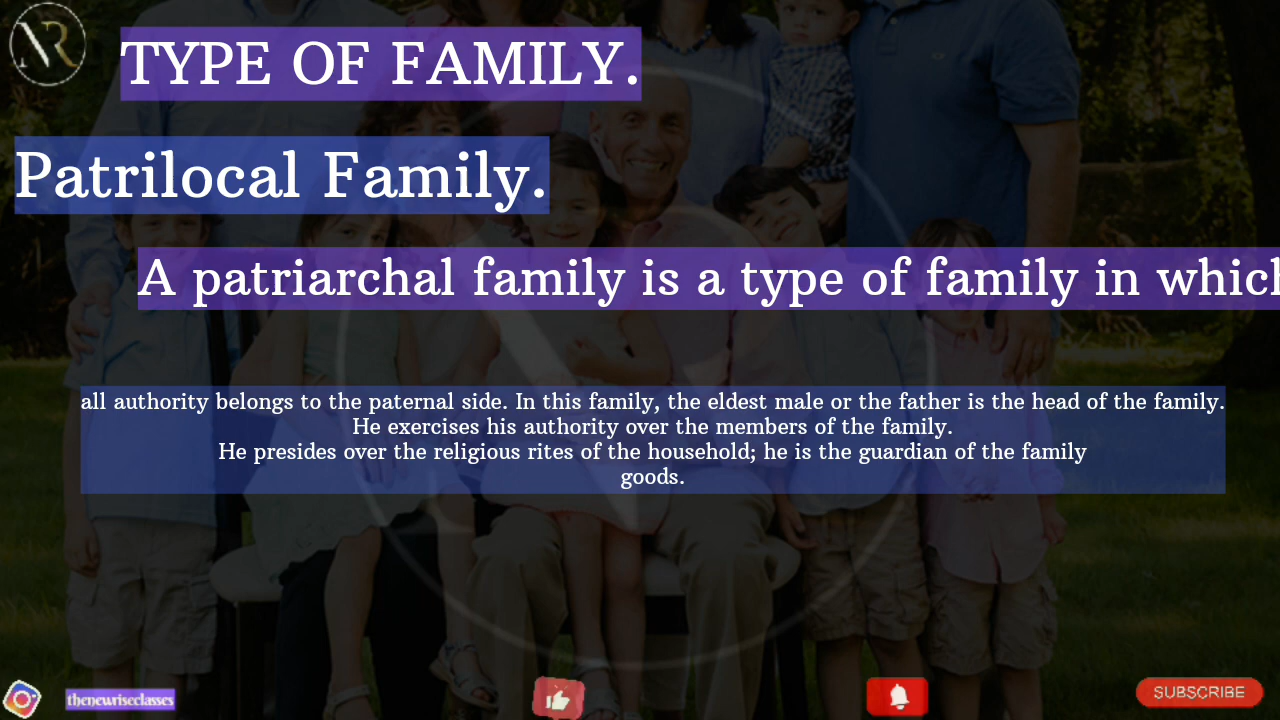 NR
TYPE OF FAMILY.
Patrilocal Family.
A patriarchal family is a type of family in which
all authority belongs to the paternal side. In this family, the eldest male or the father is the head of the family.
He exercises his authority over the members of the family.
He presides over the religious rites of the household; he is the guardian of the family
goods.
thenewriseclasses
SUBSCRIBE